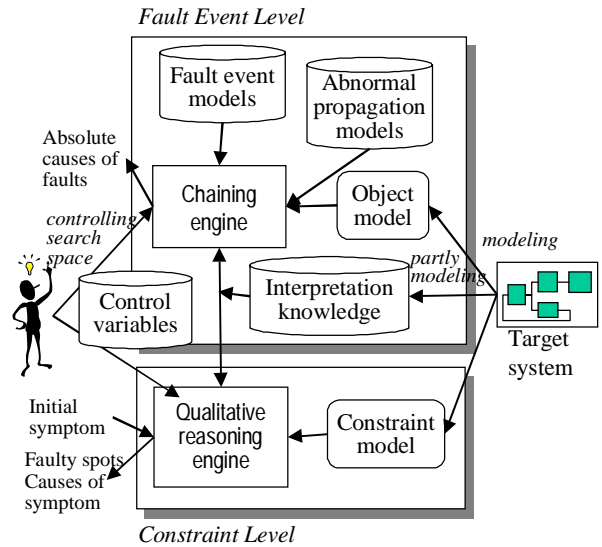 Fault Event Level
Fault event
models
Abnormal
propagation
models
Absolute
causes of
faults
Chaining
engine
Object
model
controlling
search
space
modeling
partly
modeling
Control
variables
Interpretation
knowledge
Target
system
Initial
symptom
Qualitative
reasoning
engine
Constraint
model
Faulty spots
Causes of
symptom
Constraint Level